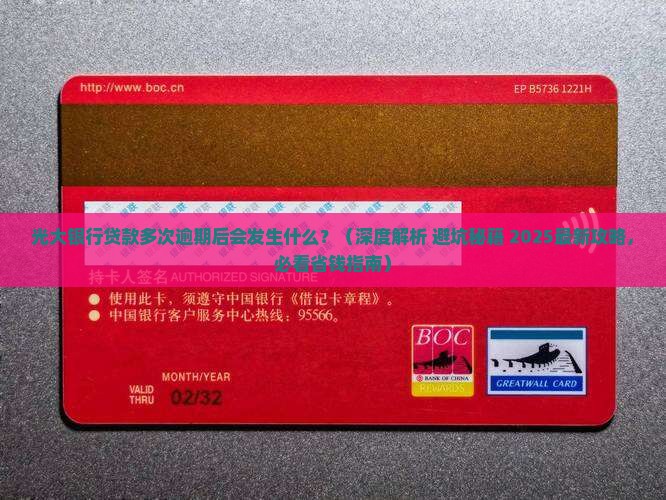 http://www.boc.cn
EP B5736 1221H
光大银行贷款多次逾期后会发生什么?(深度解析 避坑秘籍 2025最新攻略,
必看省钱指南)
持卡人签名 AUTHORIZED SIGNATURE
使用此卡,须遵守中国银行《借记卡章程》。
中国银行客户服务中心热线:95566。
BOC
BANK OF CHINA
REWARDS
GREATWALL CARD
MONTH/YEAR
VALID
THRU
02/32